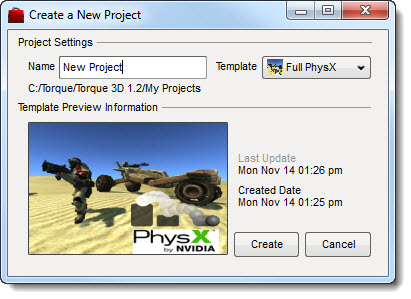 Create a New Project
Project Settings
Name New Project Template Full PhysX
C:/Torque/Torque 3D 1.2/My Projects
Template Preview Information
Last Update
Mon Nov 14 01:26 pm
Created Date
Mon Nov 14 01:25 pm
PhysX
by NVIDIA
Create Cancel